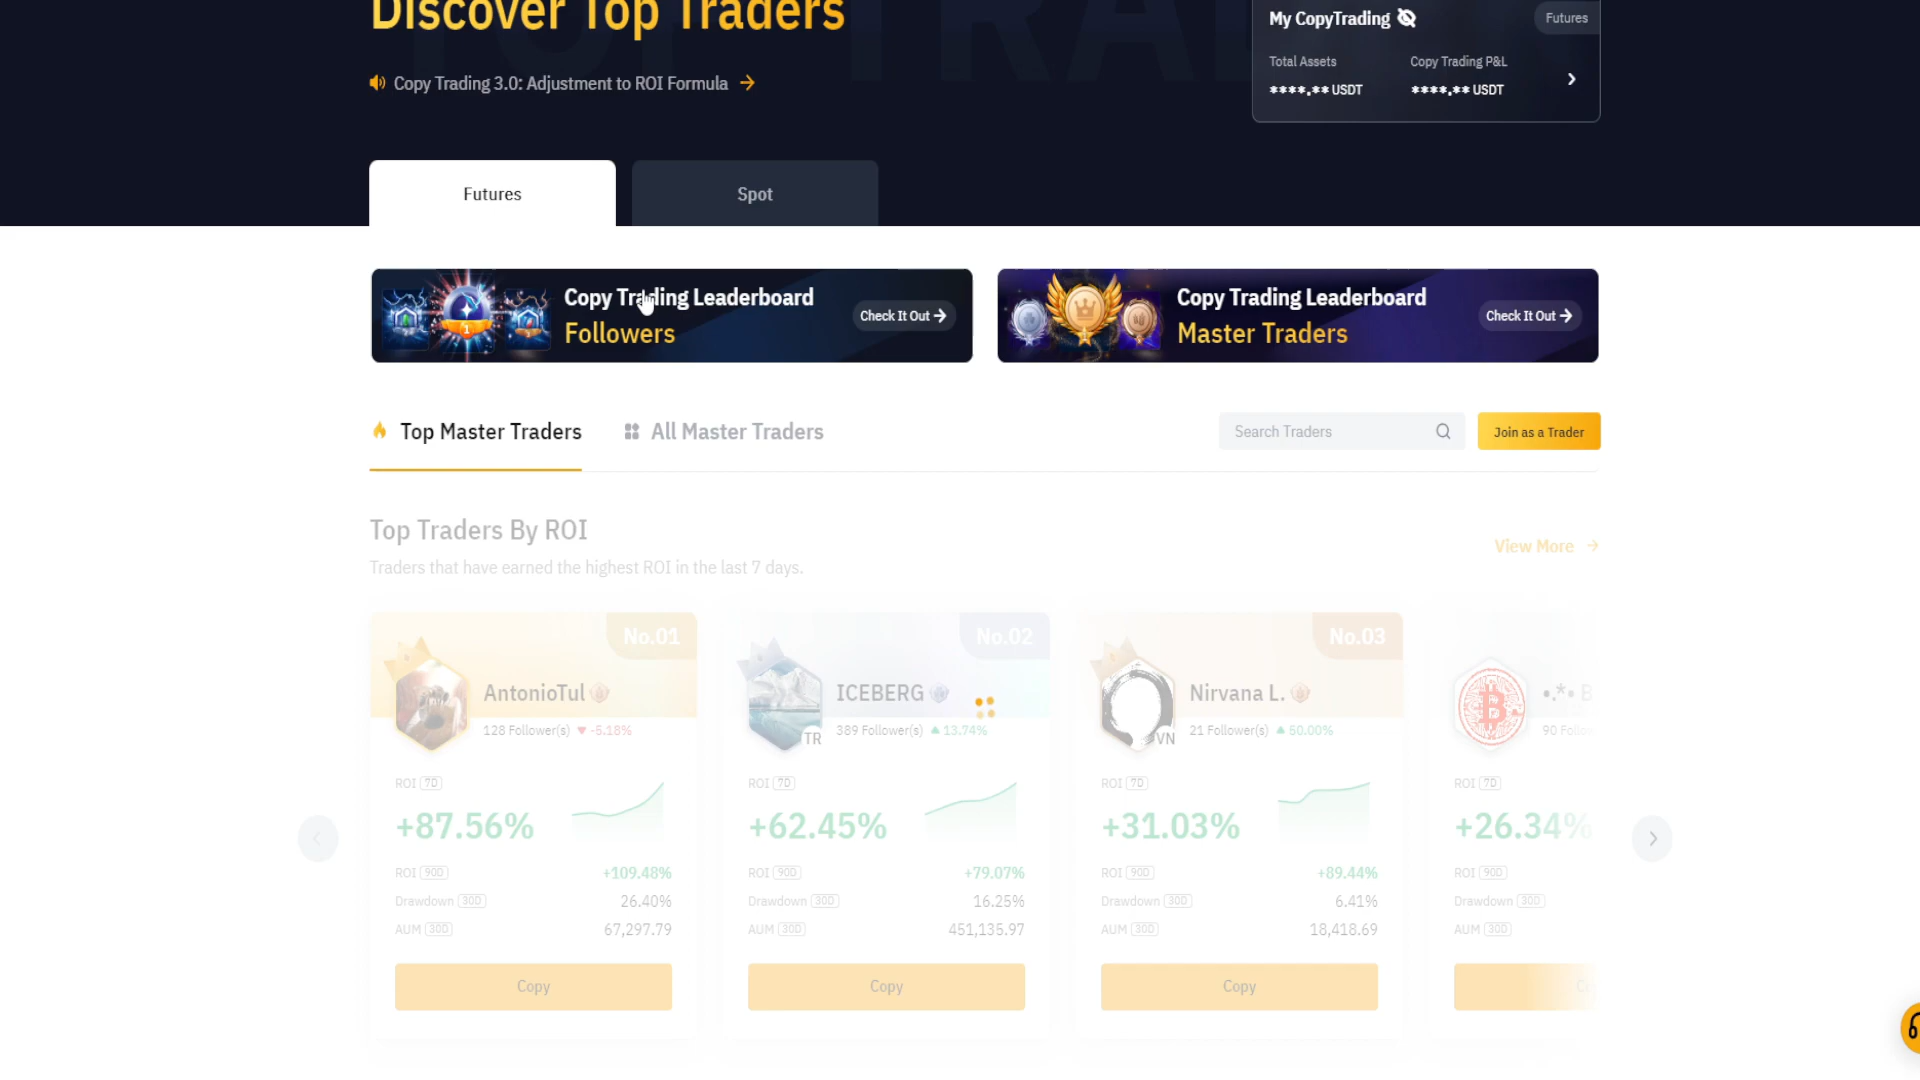 Discover Top Traders
Copy Trading 3.0: Adjustment to ROI Formula
My CopyTrading
Futures
Total Assets
Copy Trading P&L
****.** USDT
****.** USDT
Futures
Spot
Copy Trading Leaderboard
Followers
Check It Out
Copy Trading Leaderboard
Master Traders
Check It Out
Top Master Traders
All Master Traders
Search Traders
Join as a Trader
Top Traders By ROI
Traders that have earned the highest ROI in the last 7 days.
View More
No.01
AntonioTul
128 Follower(s) -5.18%
ROI 7D
+87.56%
ROI 90D +109.48%
Drawdown 30D 26.40%
AUM 30D 67,297.79
Copy
No.02
ICEBERG
TR
389 Follower(s) 13.74%
ROI 7D
+62.45%
ROI 90D +79.07%
Drawdown 30D 16.25%
AUM 30D 451,135.97
Copy
No.03
Nirvana L.
VN
21 Follower(s) 50.00%
ROI 7D
+31.03%
ROI 90D +89.44%
Drawdown 30D 6.41%
AUM 30D 18,418.69
Copy
•.*• B
90
ROI 7D
+26.34%
ROI 90D
Drawdown 30D
AUM 30D